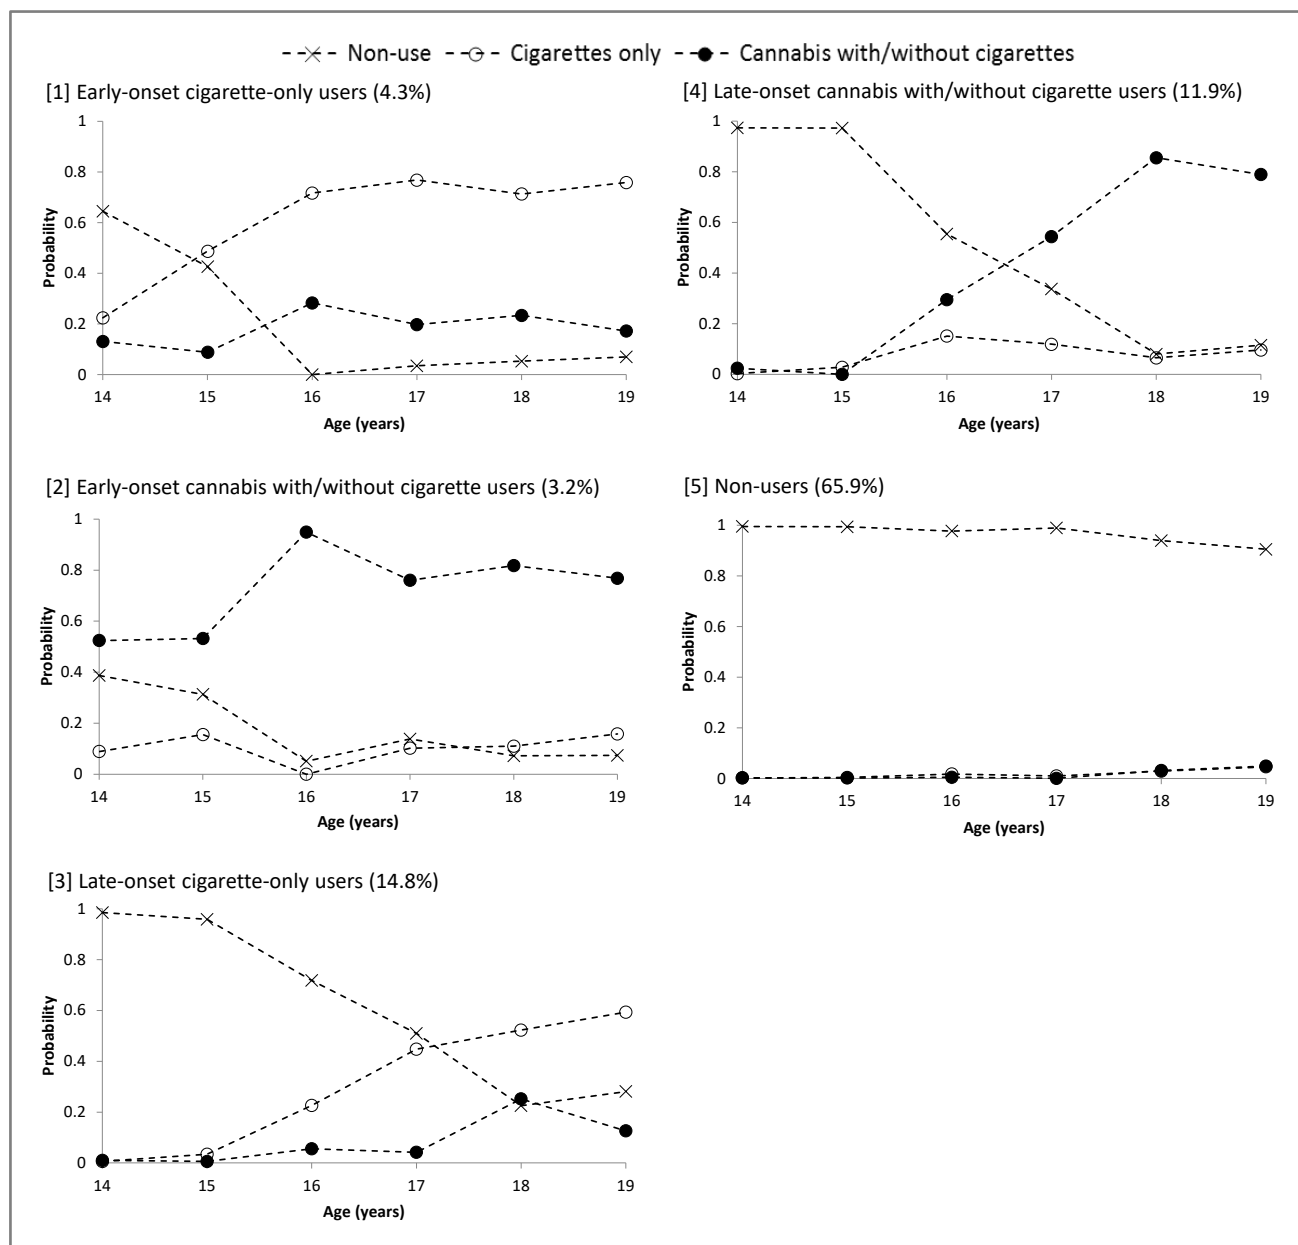 Non-use Cigarettes only Cannabis with/without cigarettes
[1] Early-onset cigarette-only users (4.3%)
1
0.8
0.6
0.4
0.2
0
Probability
14 15 16 17 18 19
Age (years)
[4] Late-onset cannabis with/without cigarette users (11.9%)
1
0.8
0.6
0.4
0.2
0
Probability
14 15 16 17 18 19
Age (years)
[2] Early-onset cannabis with/without cigarette users (3.2%)
1
0.8
0.6
0.4
0.2
0
Probability
14 15 16 17 18 19
Age (years)
[5] Non-users (65.9%)
1
0.8
0.6
0.4
0.2
0
Probability
14 15 16 17 18 19
Age (years)
[3] Late-onset cigarette-only users (14.8%)
1
0.8
0.6
0.4
0.2
0
Probability
14 15 16 17 18 19
Age (years)